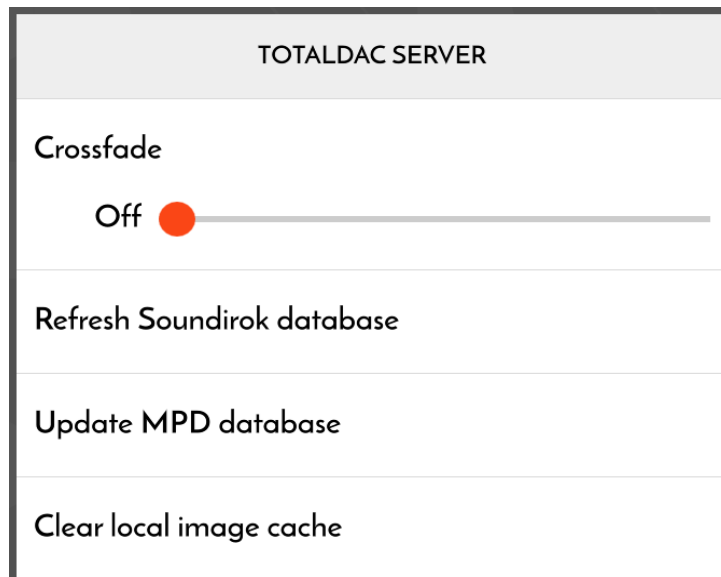 TOTALDAC SERVER
Crossfade
Off
Refresh Soundirok database
Update MPD database
Clear local image cache